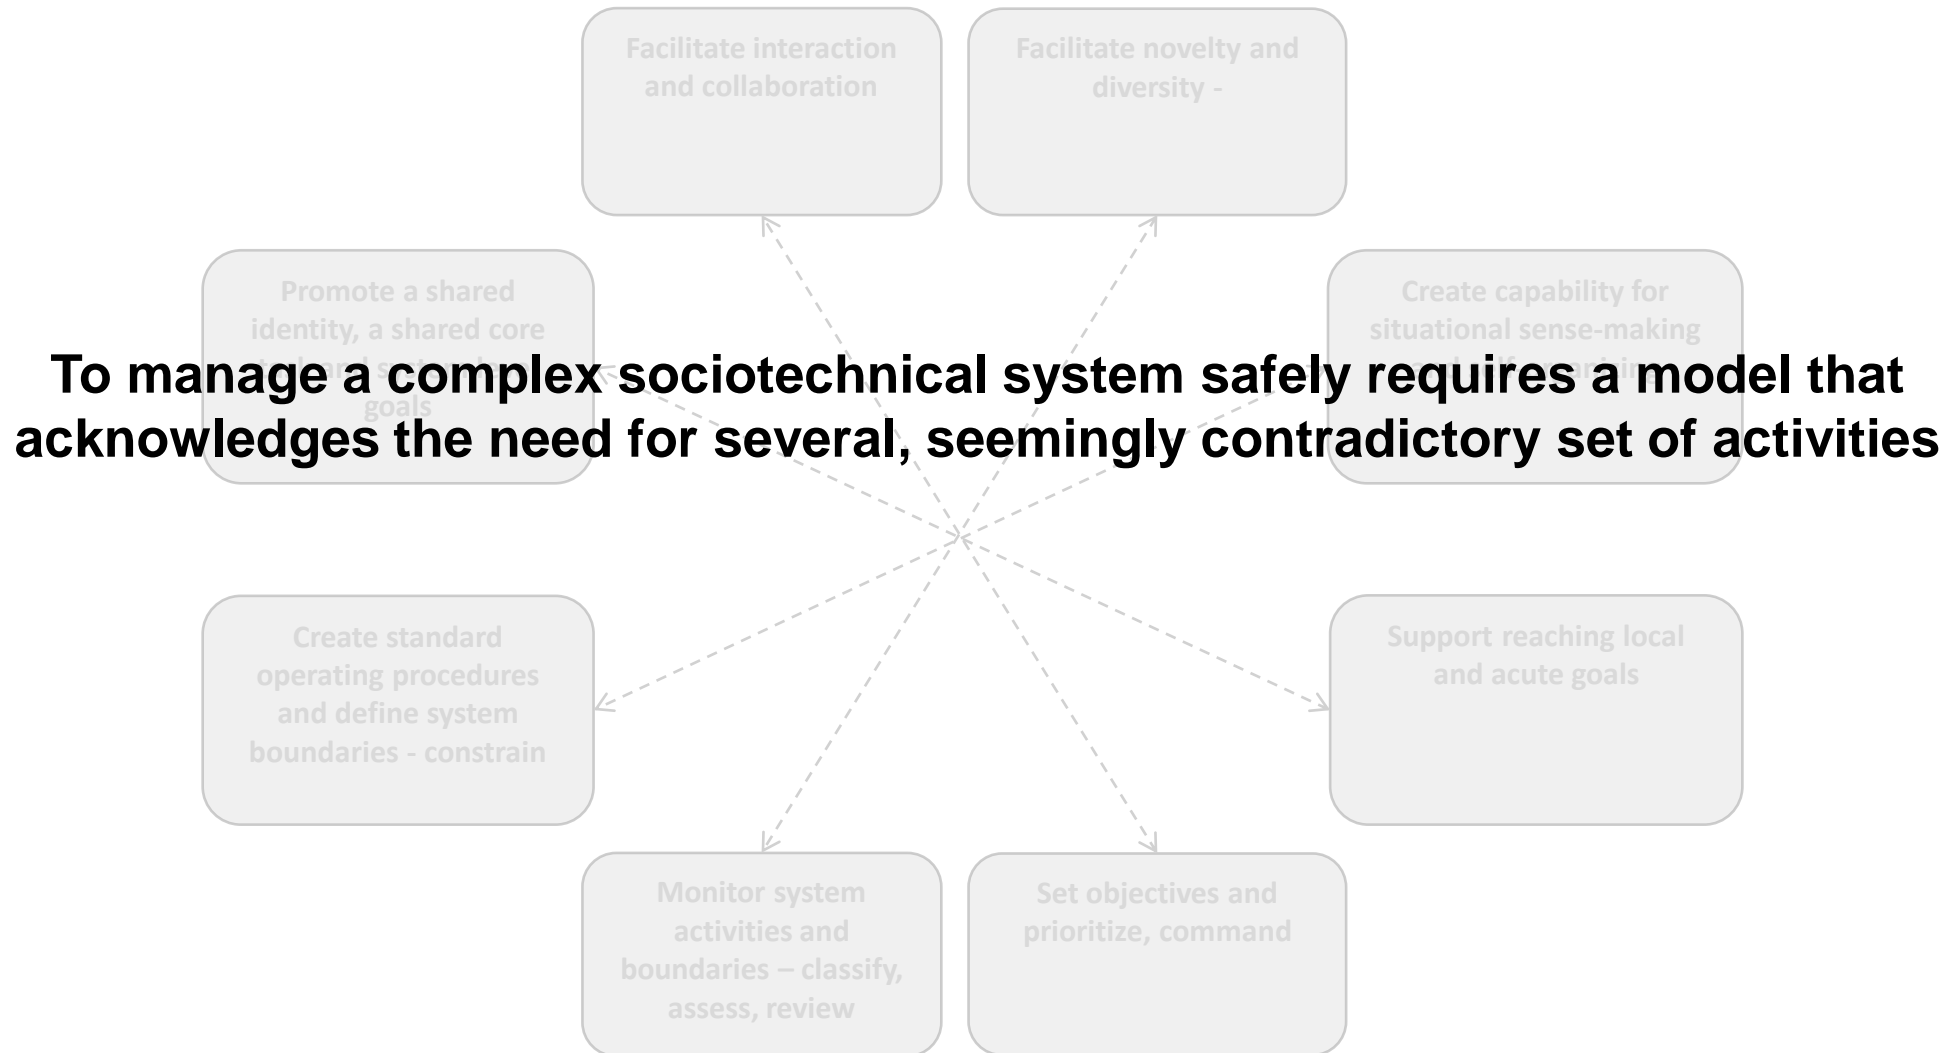 Facilitate interaction
and collaboration
Facilitate novelty and
diversity -
Promote a shared
identity, a shared core
goals
Create capability for
situational sense-making
To manage a complex sociotechnical system safely requires a model that
acknowledges the need for several, seemingly contradictory set of activities
Create standard
operating procedures
and define system
boundaries - constrain
Support reaching local
and acute goals
Monitor system
activities and
boundaries – classify,
assess, review
Set objectives and
prioritize, command